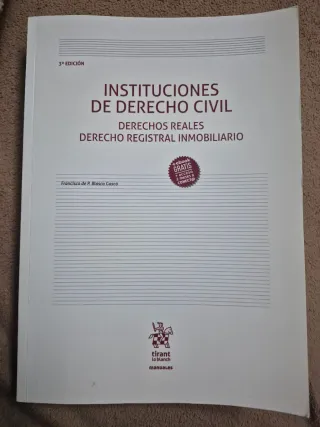 3ª EDICIÓN
INSTITUCIONES
DE DERECHO CIVIL
DERECHOS REALES
DERECHO REGISTRAL INMOBILIARIO
GRATIS
Francisco de P. Blasco Gascó
tirant
lo blanch
MANUALES